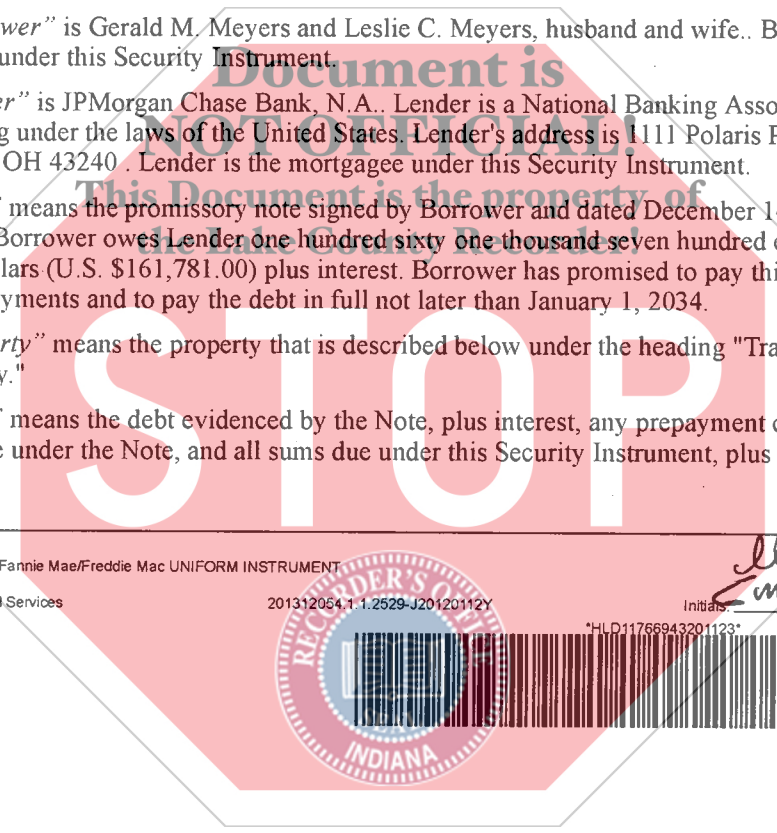 wer” is Gerald M. Meyers and Leslie C. Meyers, husband and wife.. B
under this Security Instrument.
Document is
er” is JPMorgan Chase Bank, N.A.. Lender is a National Banking Asso
g under the laws of the United States. Lender's address is 1111 Polaris P
NOT OFFICIAL!
OH 43240 . Lender is the mortgagee under this Security Instrument.
This Document is the property of
means the promissory note signed by Borrower and dated December 1
Borrower owes Lender one hundred sixty one thousand seven hundred
the Lake County Recorder!
lars (U.S. $161,781.00) plus interest. Borrower has promised to pay thi
yments and to pay the debt in full not later than January 1, 2034.
rty” means the property that is described below under the heading "Tra
y."
means the debt evidenced by the Note, plus interest, any prepayment
under the Note, and all sums due under this Security Instrument, plus
STOP
Fannie Mae/Freddie Mac UNIFORM INSTRUMENT
Services
201312054.1.1.2529-J20120112Y
Initials:
*HLD11766943201123*
RECORDER'S OFFICE
SEAL
INDIANA